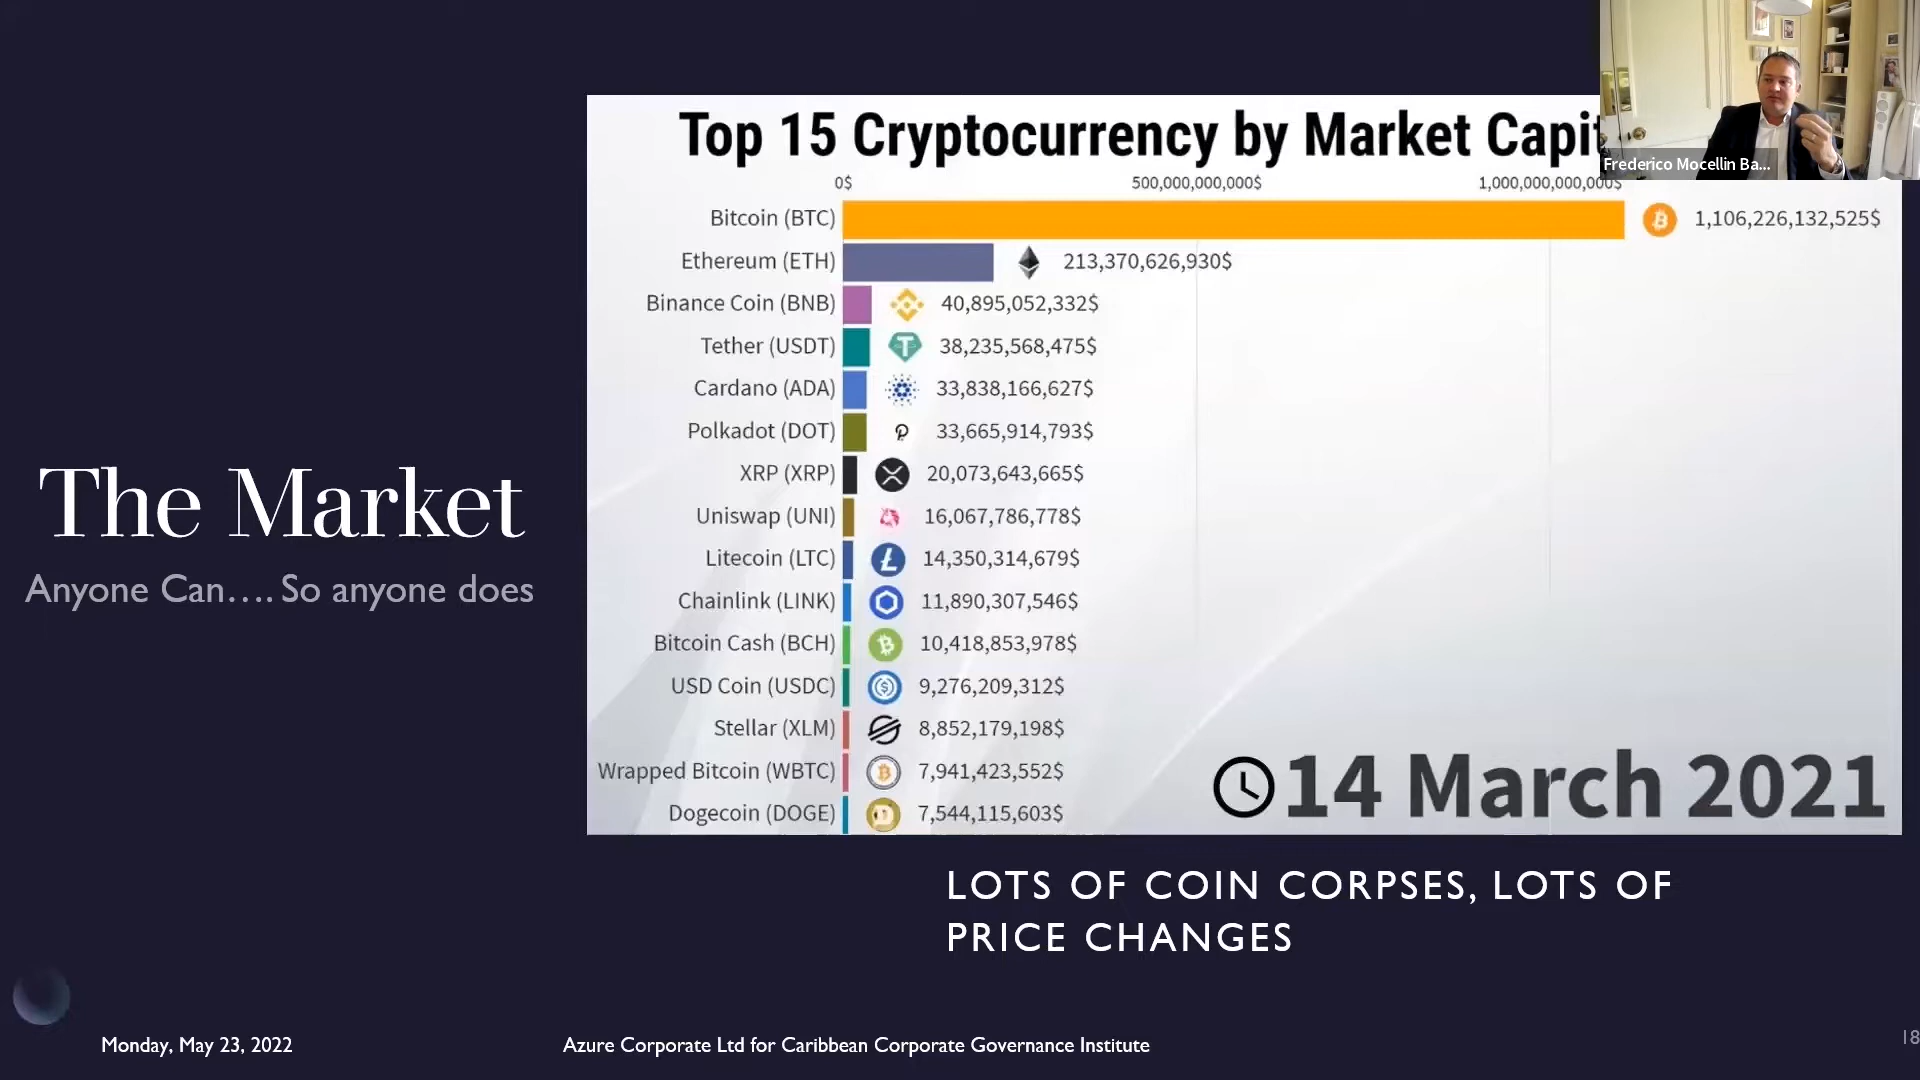 Top 15 Cryptocurrency by Market Capit
Frederico Mocellin Ba...
0$ 500,000,000,000$ 1,000,000,000,000$
Bitcoin (BTC) 1,106,226,132,525$
Ethereum (ETH) 213,370,626,930$
Binance Coin (BNB) 40,895,052,332$
Tether (USDT) 38,235,568,475$
Cardano (ADA) 33,838,166,627$
Polkadot (DOT) 33,665,914,793$
XRP (XRP) 20,073,643,665$
Uniswap (UNI) 16,067,786,778$
Litecoin (LTC) 14,350,314,679$
Chainlink (LINK) 11,890,307,546$
Bitcoin Cash (BCH) 10,418,853,978$
USD Coin (USDC) 9,276,209,312$
Stellar (XLM) 8,852,179,198$
Wrapped Bitcoin (WBTC) 7,941,423,552$
Dogecoin (DOGE) 7,544,115,603$
14 March 2021
The Market
Anyone Can.... So anyone does
LOTS OF COIN CORPSES, LOTS OF
PRICE CHANGES
Monday, May 23, 2022
Azure Corporate Ltd for Caribbean Corporate Governance Institute
18